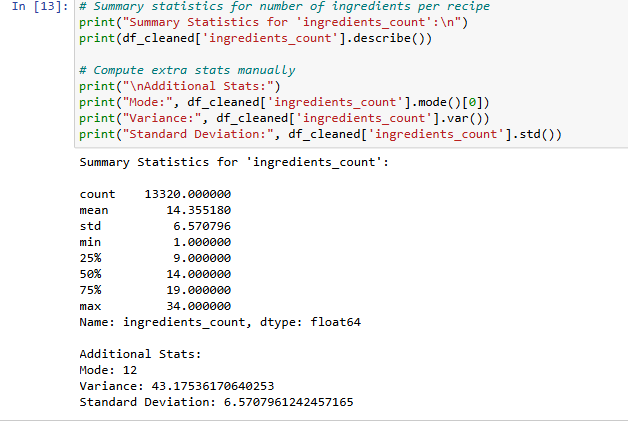 In [13]: # Summary statistics for number of ingredients per recipe
print("Summary Statistics for 'ingredients_count':\n")
print(df_cleaned['ingredients_count'].describe())

# Compute extra stats manually
print("\nAdditional Stats:")
print("Mode:", df_cleaned['ingredients_count'].mode()[0])
print("Variance:", df_cleaned['ingredients_count'].var())
print("Standard Deviation:", df_cleaned['ingredients_count'].std())

Summary Statistics for 'ingredients_count':

count    13320.000000
mean        14.355180
std          6.570796
min          1.000000
25%          9.000000
50%         14.000000
75%         19.000000
max         34.000000
Name: ingredients_count, dtype: float64

Additional Stats:
Mode: 12
Variance: 43.17536170640253
Standard Deviation: 6.5707961242457165